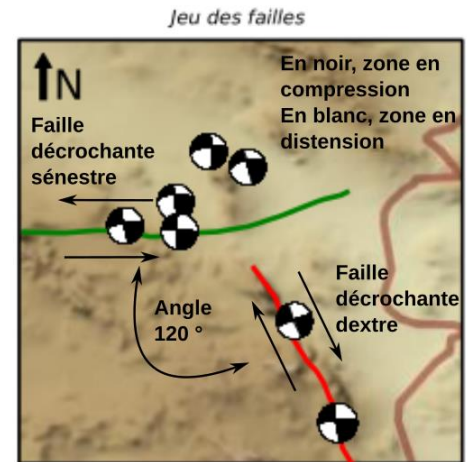 Jeu des failles
N
En noir, zone en
compression
En blanc, zone en
distension
Faille
décrochante
sénestre
Angle
120 °
Faille
décrochante
dextre